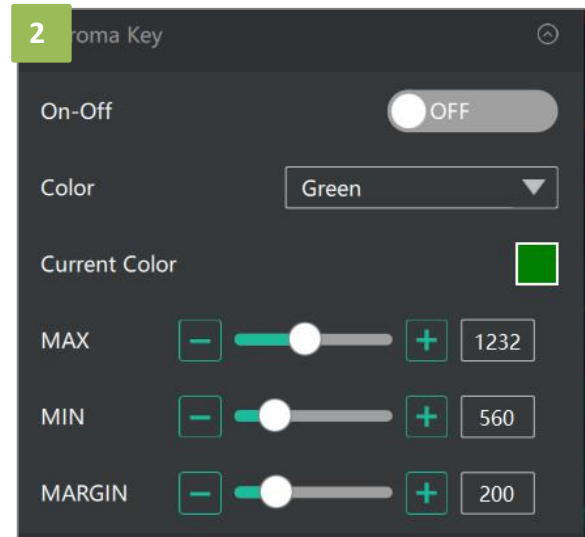 2 roma Key
On-Off OFF
Color Green
Current Color
MAX 1232
MIN 560
MARGIN 200